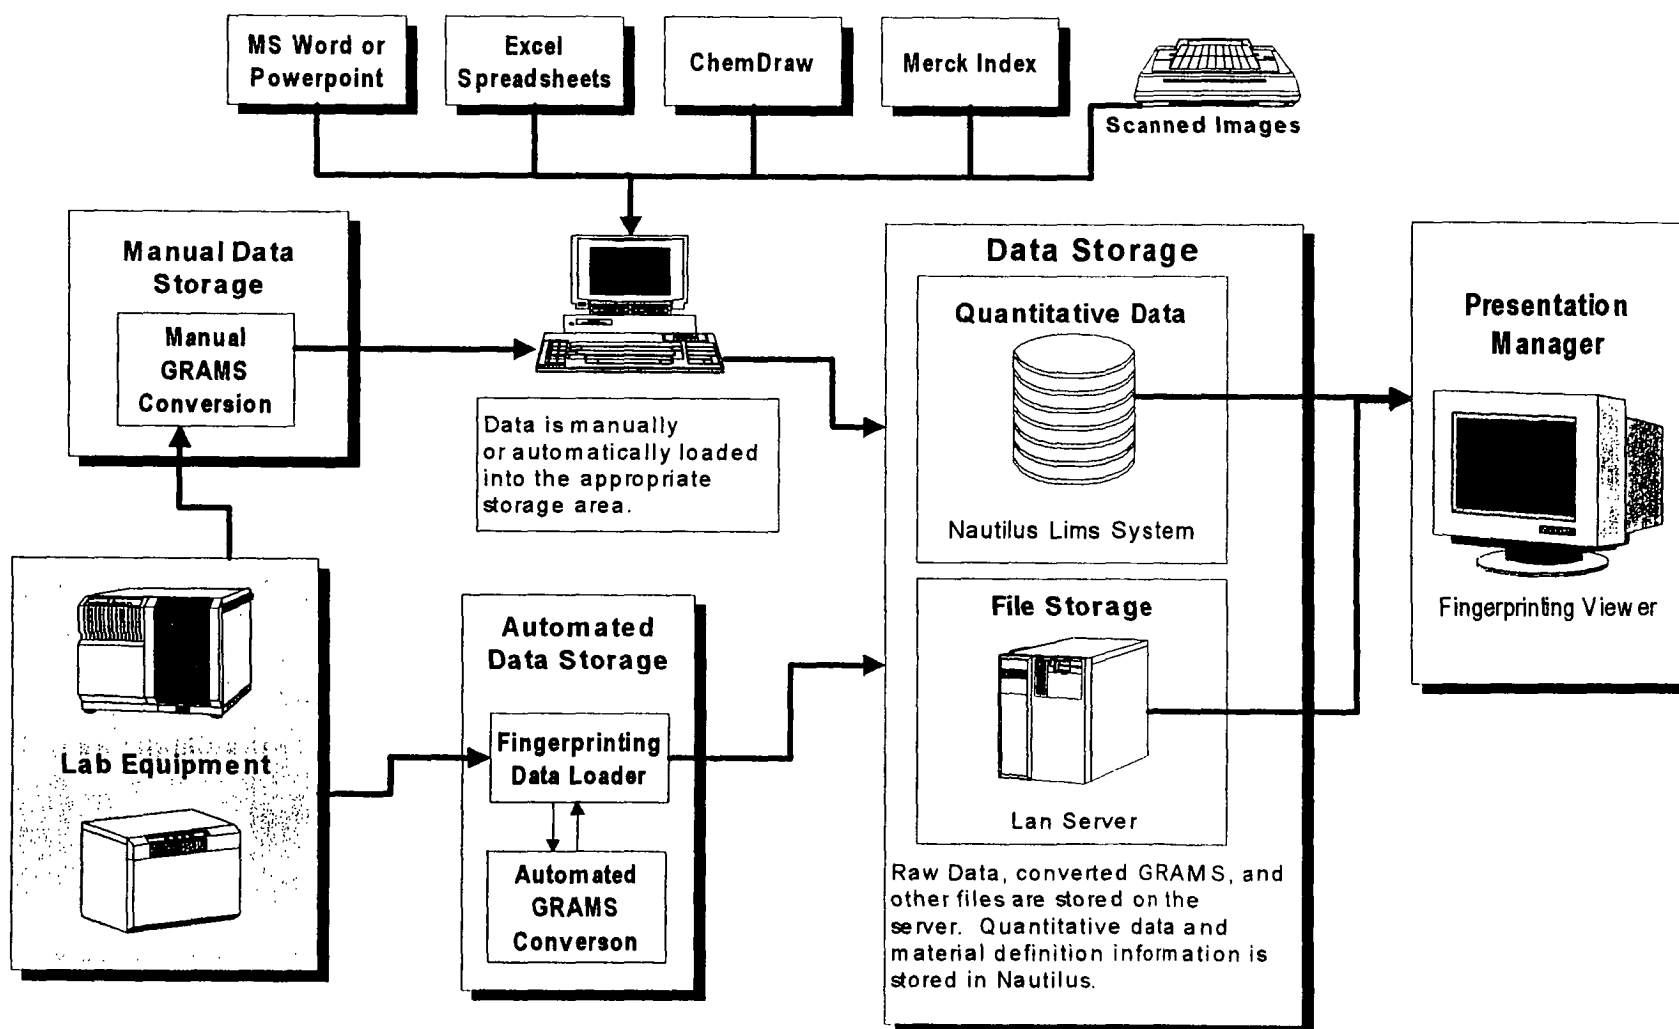 MS Word or
Powerpoint
Excel
Spreadsheets
ChemDraw
Merck Index
Scanned Images
Manual Data
Storage
Manual
GRAMS
Conversion
Data is manually
or automatically loaded
into the appropriate
storage area.
Lab Equipment
Automated
Data Storage
Fingerprinting
Data Loader
Automated
GRAMS
Converson
Data Storage
Quantitative Data
Nautilus Lims System
File Storage
Lan Server
Raw Data, converted GRAMS, and
other files are stored on the
server. Quantitative data and
material definition information is
stored in Nautilus.
Presentation
Manager
Fingerprinting Viewer